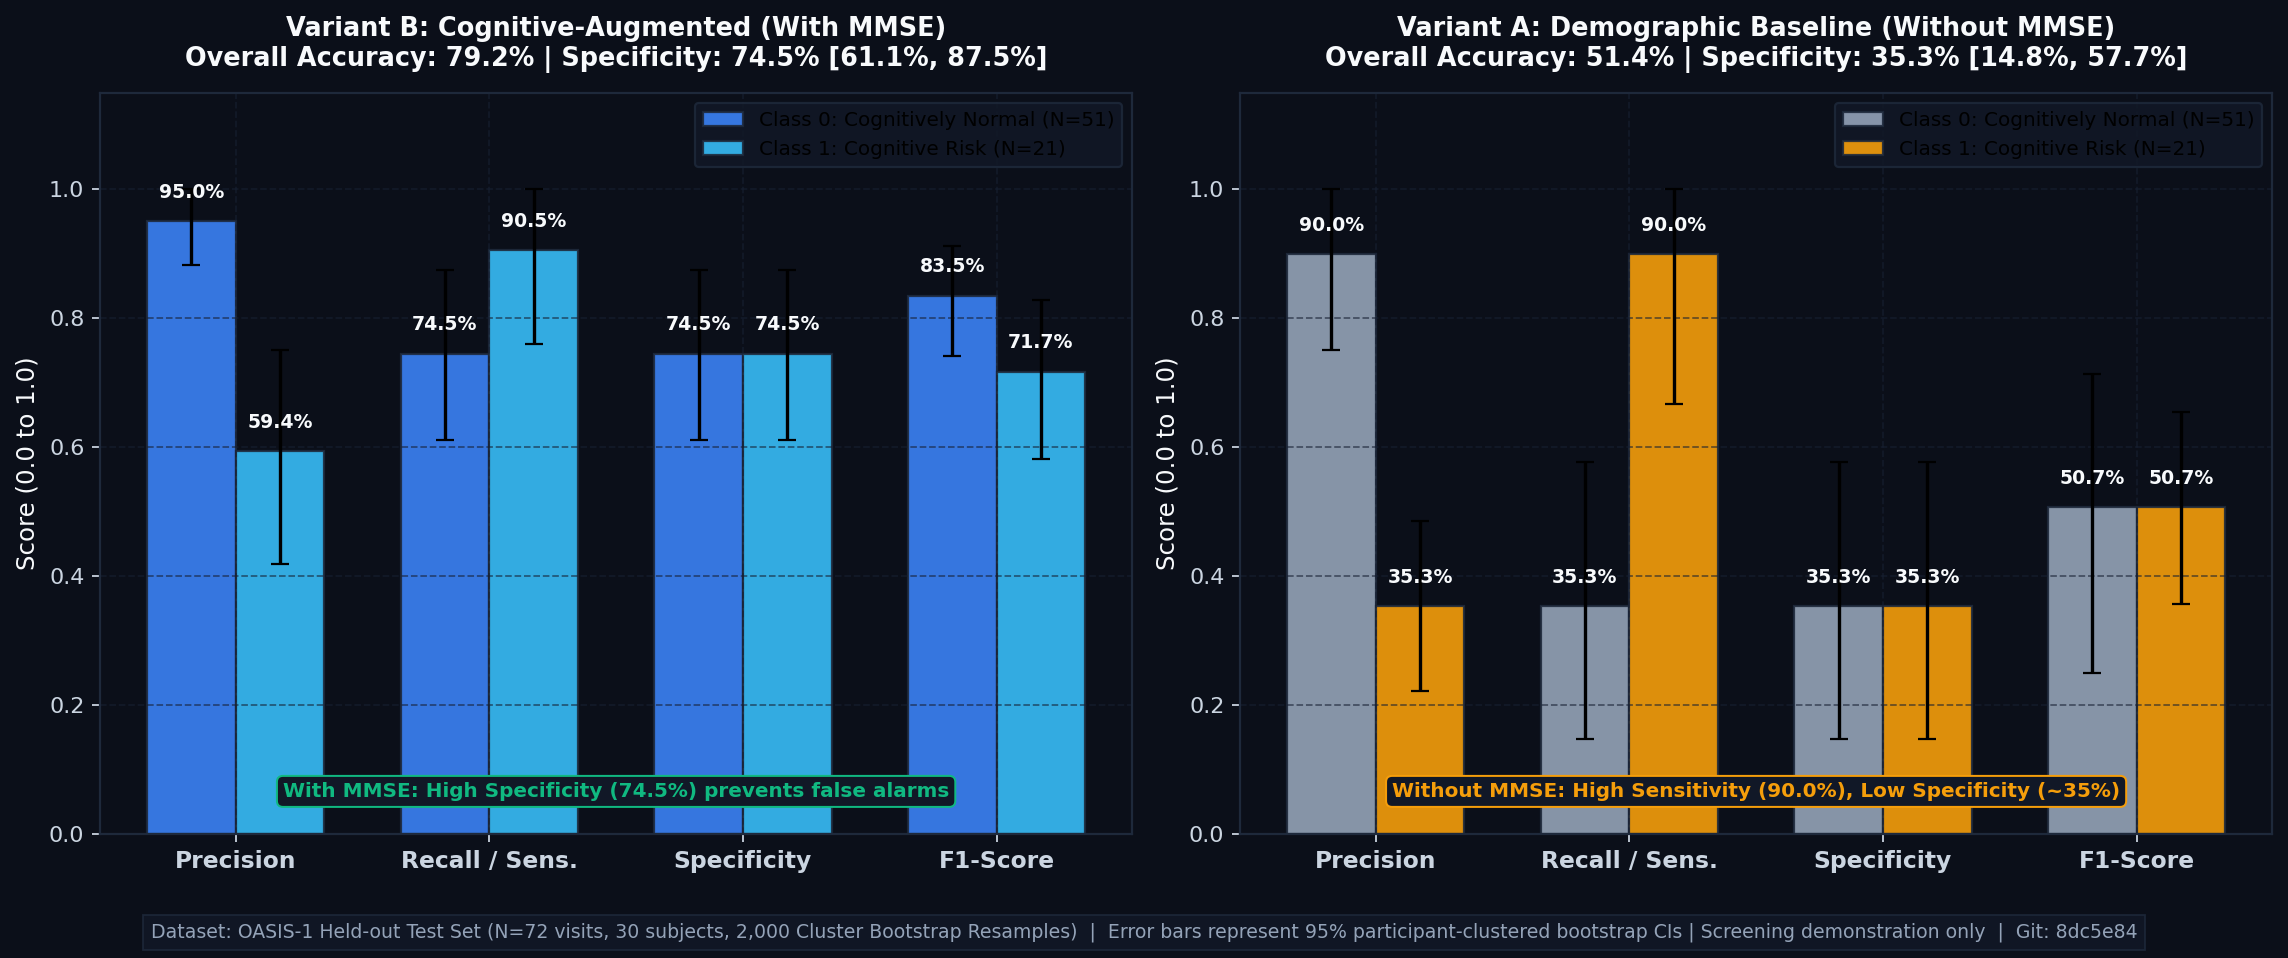 Variant B: Cognitive-Augmented (With MMSE)
Overall Accuracy: 79.2% | Specificity: 74.5% [61.1%, 87.5%]
Class 0: Cognitively Normal (N=51)
Class 1: Cognitive Risk (N=21)
Score (0.0 to 1.0)
1.0
0.8
0.6
0.4
0.2
0.0
95.0%
59.4%
74.5%
90.5%
74.5%
74.5%
83.5%
71.7%
With MMSE: High Specificity (74.5%) prevents false alarms
Precision
Recall / Sens.
Specificity
F1-Score
Variant A: Demographic Baseline (Without MMSE)
Overall Accuracy: 51.4% | Specificity: 35.3% [14.8%, 57.7%]
Class 0: Cognitively Normal (N=51)
Class 1: Cognitive Risk (N=21)
Score (0.0 to 1.0)
1.0
0.8
0.6
0.4
0.2
0.0
90.0%
35.3%
35.3%
90.0%
35.3%
35.3%
50.7%
50.7%
Without MMSE: High Sensitivity (90.0%), Low Specificity (~35%)
Precision
Recall / Sens.
Specificity
F1-Score
Dataset: OASIS-1 Held-out Test Set (N=72 visits, 30 subjects, 2,000 Cluster Bootstrap Resamples) | Error bars represent 95% participant-clustered bootstrap CIs | Screening demonstration only | Git: 8dc5e84